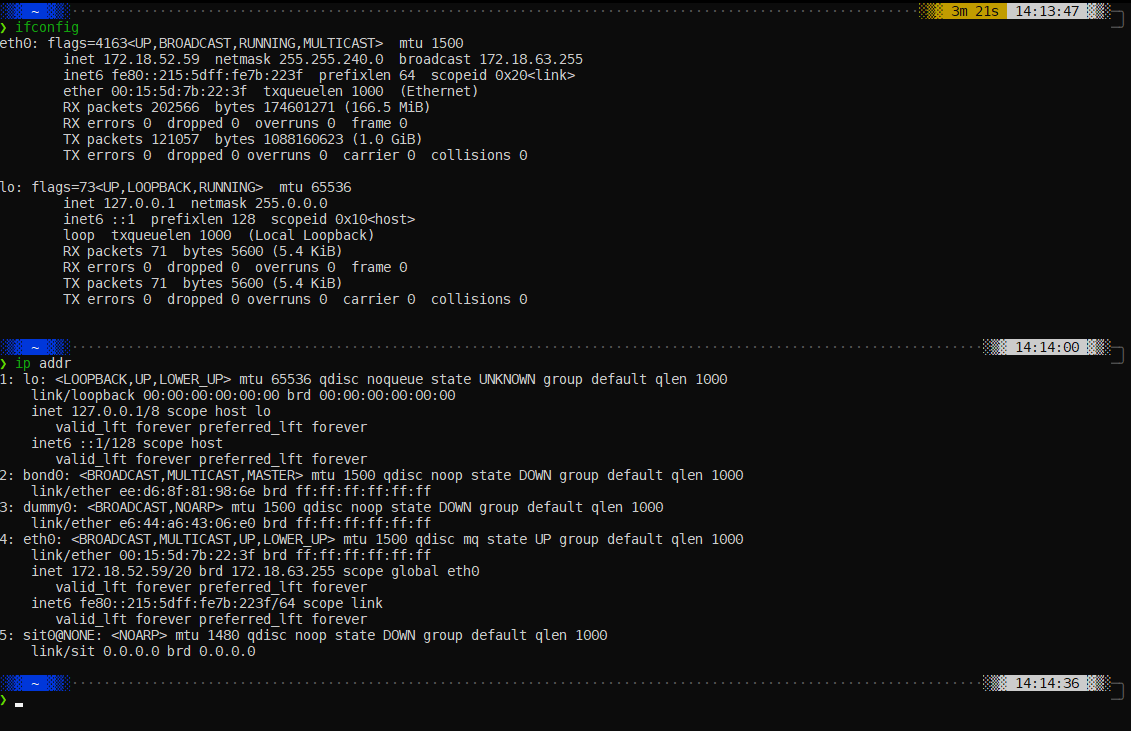 ~ 3m 21s 14:13:47
❯ ifconfig
eth0: flags=4163<UP,BROADCAST,RUNNING,MULTICAST>  mtu 1500
        inet 172.18.52.59  netmask 255.255.240.0  broadcast 172.18.63.255
        inet6 fe80::215:5dff:fe7b:223f  prefixlen 64  scopeid 0x20<link>
        ether 00:15:5d:7b:22:3f  txqueuelen 1000  (Ethernet)
        RX packets 202566  bytes 174601271 (166.5 MiB)
        RX errors 0  dropped 0  overruns 0  frame 0
        TX packets 121057  bytes 1088160623 (1.0 GiB)
        TX errors 0  dropped 0 overruns 0  carrier 0  collisions 0

lo: flags=73<UP,LOOPBACK,RUNNING>  mtu 65536
        inet 127.0.0.1  netmask 255.0.0.0
        inet6 ::1  prefixlen 128  scopeid 0x10<host>
        loop  txqueuelen 1000  (Local Loopback)
        RX packets 71  bytes 5600 (5.4 KiB)
        RX errors 0  dropped 0  overruns 0  frame 0
        TX packets 71  bytes 5600 (5.4 KiB)
        TX errors 0  dropped 0 overruns 0  carrier 0  collisions 0

~ 14:14:00
❯ ip addr
1: lo: <LOOPBACK,UP,LOWER_UP> mtu 65536 qdisc noqueue state UNKNOWN group default qlen 1000
    link/loopback 00:00:00:00:00:00 brd 00:00:00:00:00:00
    inet 127.0.0.1/8 scope host lo
       valid_lft forever preferred_lft forever
    inet6 ::1/128 scope host
       valid_lft forever preferred_lft forever
2: bond0: <BROADCAST,MULTICAST,MASTER> mtu 1500 qdisc noop state DOWN group default qlen 1000
    link/ether ee:d6:8f:81:98:6e brd ff:ff:ff:ff:ff:ff
3: dummy0: <BROADCAST,NOARP> mtu 1500 qdisc noop state DOWN group default qlen 1000
    link/ether e6:44:a6:43:06:e0 brd ff:ff:ff:ff:ff:ff
4: eth0: <BROADCAST,MULTICAST,UP,LOWER_UP> mtu 1500 qdisc mq state UP group default qlen 1000
    link/ether 00:15:5d:7b:22:3f brd ff:ff:ff:ff:ff:ff
    inet 172.18.52.59/20 brd 172.18.63.255 scope global eth0
       valid_lft forever preferred_lft forever
    inet6 fe80::215:5dff:fe7b:223f/64 scope link
       valid_lft forever preferred_lft forever
5: sit0@NONE: <NOARP> mtu 1480 qdisc noop state DOWN group default qlen 1000
    link/sit 0.0.0.0 brd 0.0.0.0

~ 14:14:36
❯